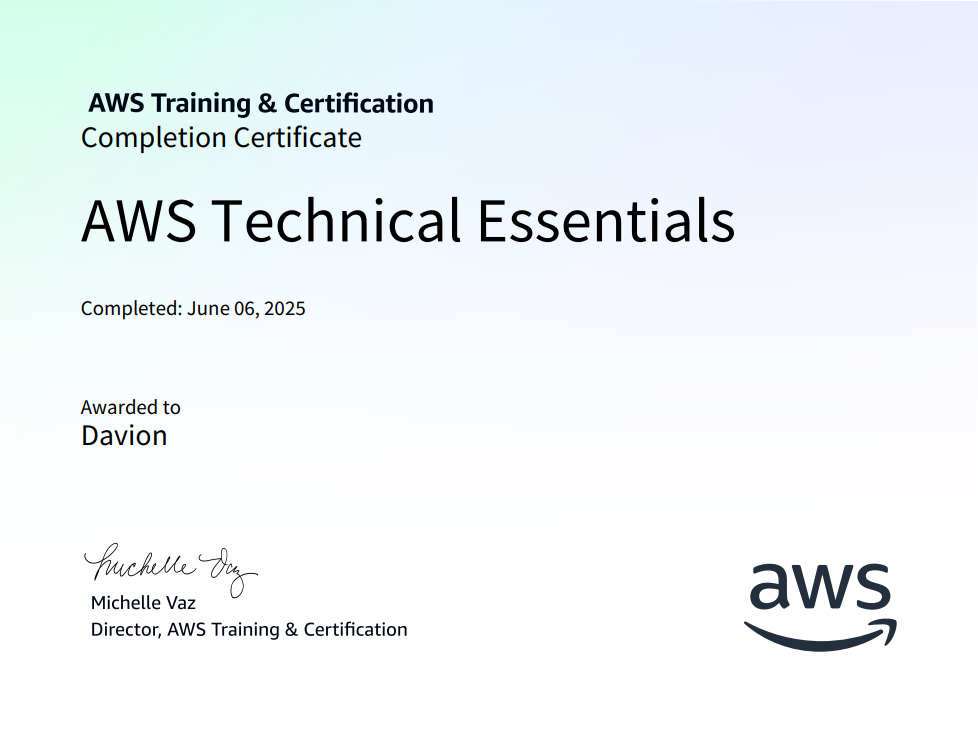 AWS Training & Certification
Completion Certificate
AWS Technical Essentials
Completed: June 06, 2025
Awarded to
Davion
Michelle Vaz
Michelle Vaz
Director, AWS Training & Certification
aws